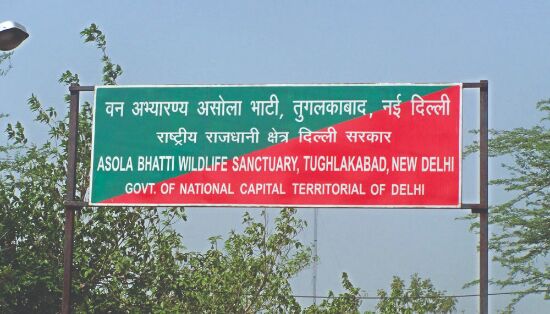 वन अभ्यारण्य असोला भाटी, तुगलकाबाद, नई दिल्ली
राष्ट्रीय राजधानी क्षेत्र दिल्ली सरकार
ASOLA BHATTI WILDLIFE SANCTUARY, TUGHLAKABAD, NEW DELHI
GOVT. OF NATIONAL CAPITAL TERRITORIAL OF DELHI